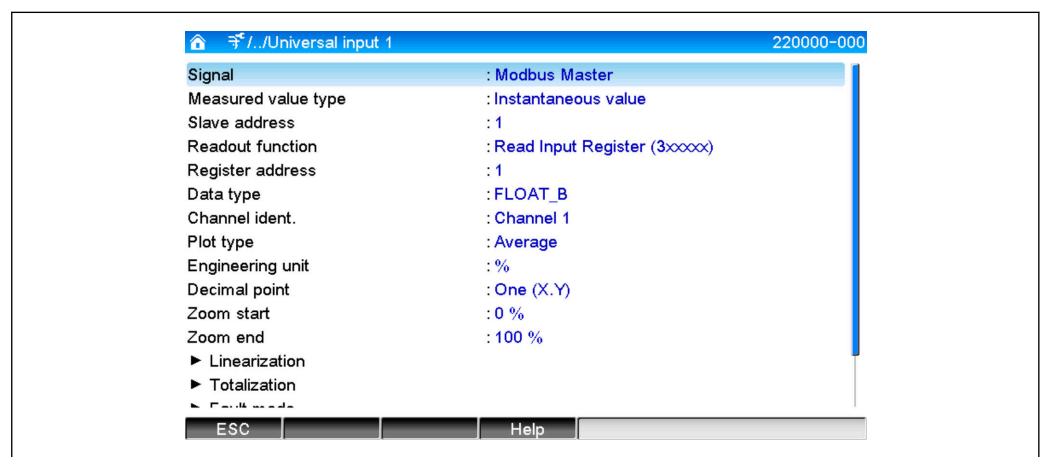 /../Universal input 1 220000-000
Signal : Modbus Master
Measured value type : Instantaneous value
Slave address : 1
Readout function : Read Input Register (3xxxxx)
Register address : 1
Data type : FLOAT_B
Channel ident. : Channel 1
Plot type : Average
Engineering unit : %
Decimal point : One (X.Y)
Zoom start : 0 %
Zoom end : 100 %
► Linearization
► Totalization
► Fault mode
ESC Help